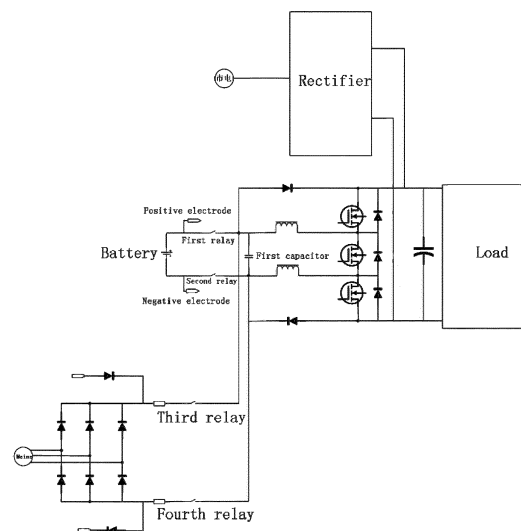 市电
Rectifier
Positive electrode
First relay
Battery
First capacitor
Load
Second relay
Negative electrode
Third relay
Mains
Fourth relay